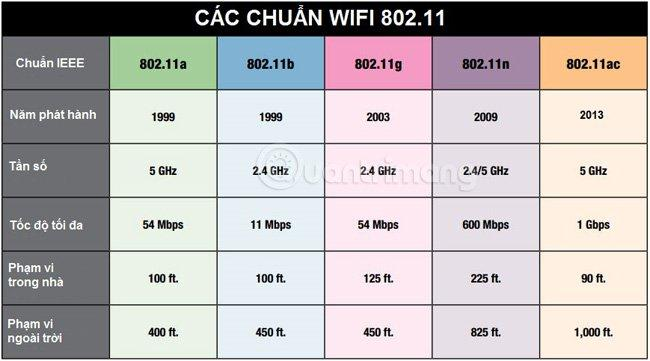 CÁC CHUẨN WIFI 802.11
Chuẩn IEEE 802.11a 802.11b 802.11g 802.11n 802.11ac
Năm phát hành 1999 1999 2003 2009 2013
Tần số 5 GHz 2.4 GHz 2.4 GHz 2.4/5 GHz 5 GHz
Quantrimang
Tốc độ tối đa 54 Mbps 11 Mbps 54 Mbps 600 Mbps 1 Gbps
Phạm vi
trong nhà 100 ft. 100 ft. 125 ft. 225 ft. 90 ft.
Phạm vi
ngoài trời 400 ft. 450 ft. 450 ft. 825 ft. 1,000 ft.